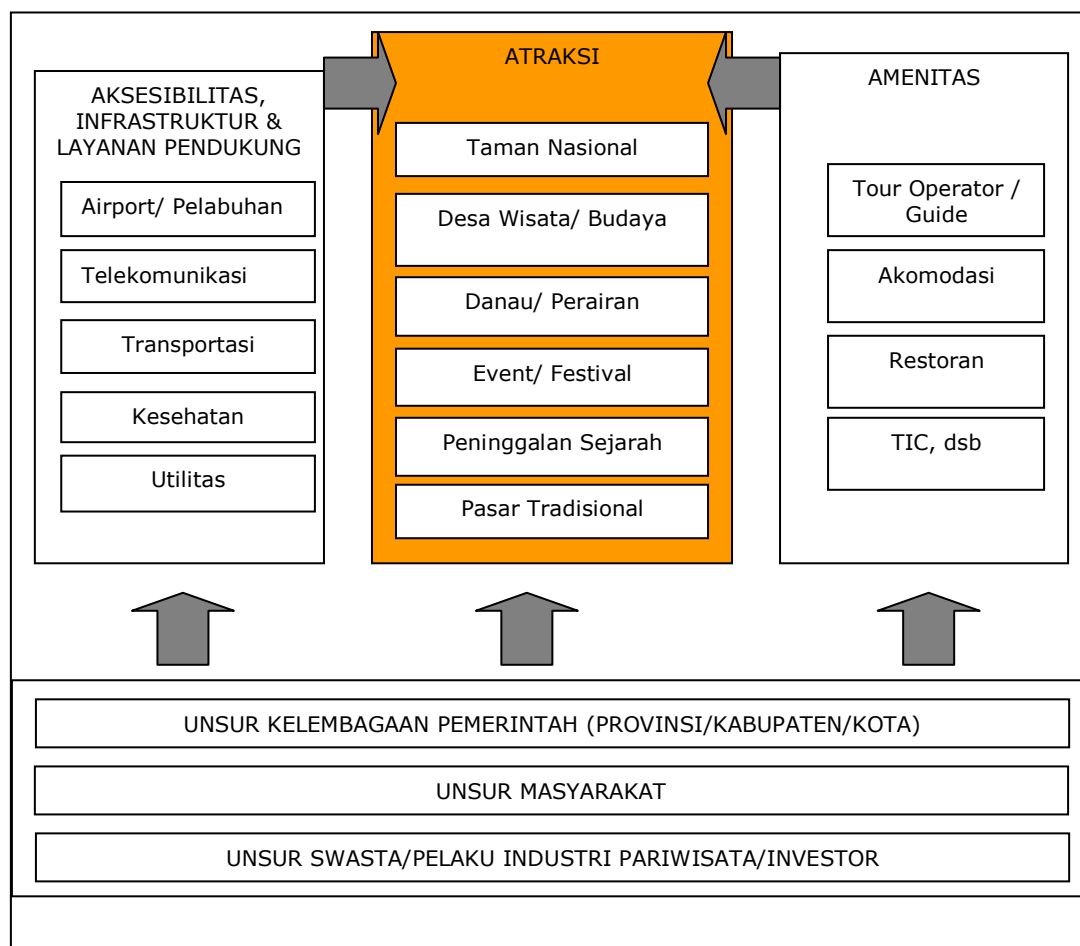 AKSESIBILITAS,
INFRASTRUKTUR &
LAYANAN PENDUKUNG
Airport/ Pelabuhan
Telekomunikasi
Transportasi
Kesehatan
Utilitas
ATRAKSI
Taman Nasional
Desa Wisata/ Budaya
Danau/ Perairan
Event/ Festival
Peninggalan Sejarah
Pasar Tradisional
AMENITAS
Tour Operator /
Guide
Akomodasi
Restoran
TIC, dsb
UNSUR KELEMBAGAAN PEMERINTAH (PROVINSI/KABUPATEN/KOTA)
UNSUR MASYARAKAT
UNSUR SWASTA/PELAKU INDUSTRI PARIWISATA/INVESTOR